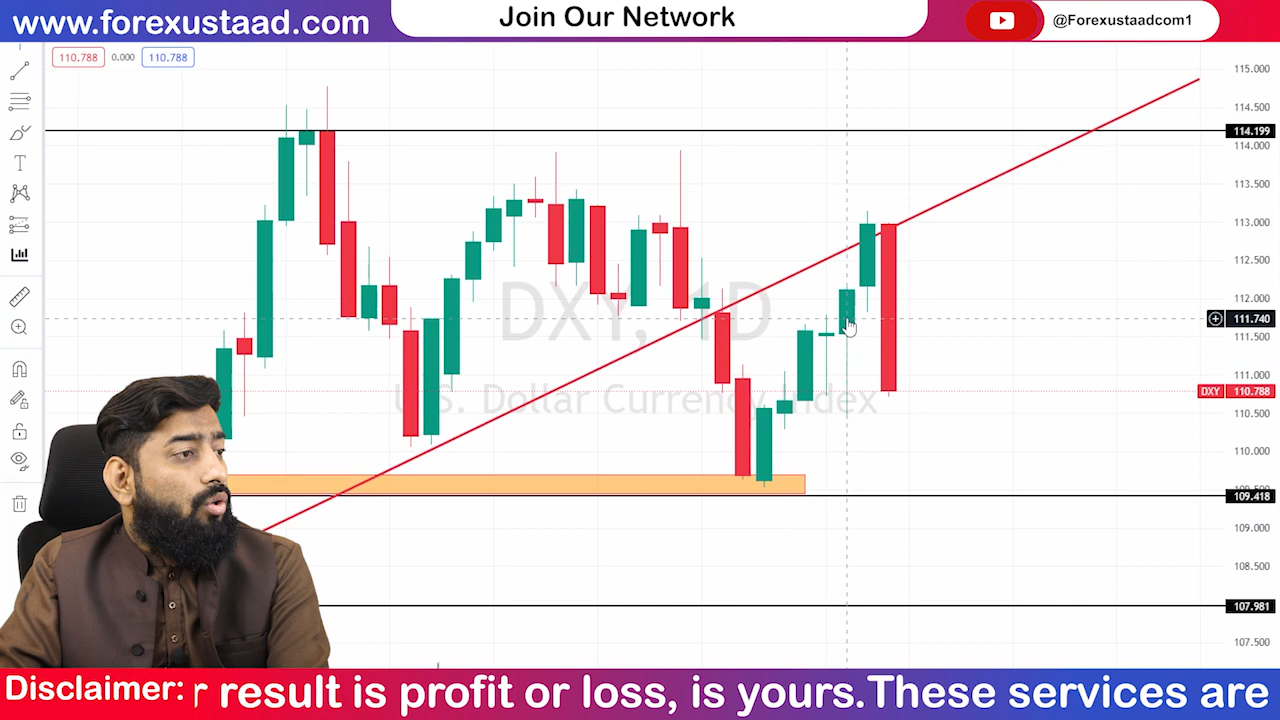 www.forexustaad.com
Join Our Network
@Forexustaadcom1
110.788 0.000 110.788
115.000
114.500
114.199
114.000
113.500
113.000
112.500
DXY, 1D
112.000
111.740
111.500
111.000
U.S. Dollar Currency Index
DXY 110.788
110.500
110.000
109.418
109.000
108.500
107.981
107.500
Disclaimer: r result is profit or loss, is yours.These services are